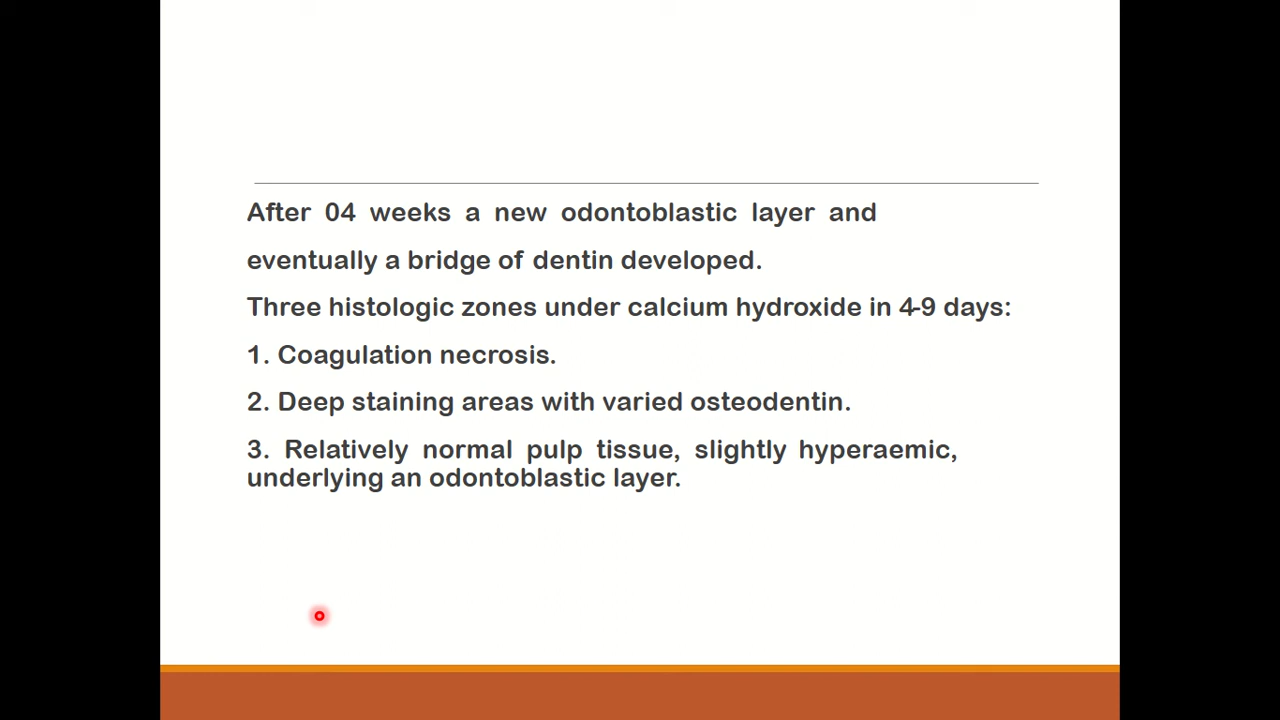 After 04 weeks a new odontoblastic layer and
eventually a bridge of dentin developed.
Three histologic zones under calcium hydroxide in 4-9 days:
1. Coagulation necrosis.
2. Deep staining areas with varied osteodentin.
3. Relatively normal pulp tissue, slightly hyperaemic,
underlying an odontoblastic layer.